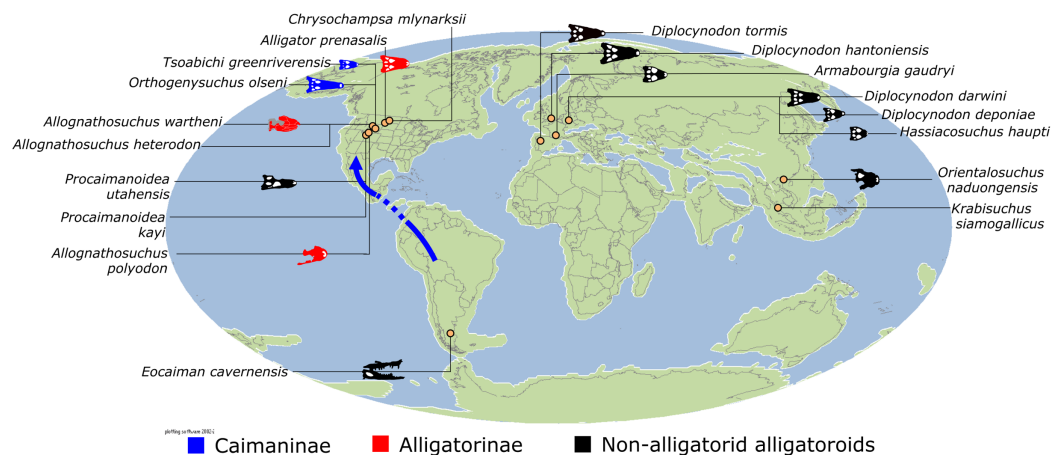 Chrysochampsa mlynarksii
Alligator prenasalis
Tsoabichi greenriverensis
Orthogenysuchus olseni
Allognathosuchus wartheni
Allognathosuchus heterodon
Procaimanoidea
utahensis
Procaimanoidea
kayi
Allognathosuchus
polyodon
Eocaiman cavernensis
Diplocynodon tormis
Diplocynodon hantoniensis
Armabourgia gaudryi
Diplocynodon darwini
Diplocynodon deponiae
Hassiacosuchus haupti
Orientalosuchus
naduongensis
Krabisuchus
siamogallicus
Caimaninae
Alligatorinae
Non-alligatorid alligatoroids